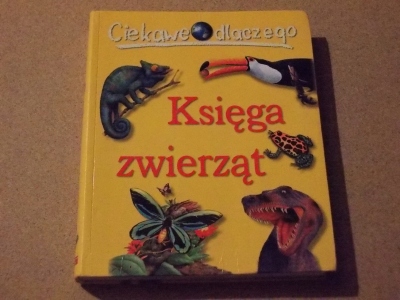 Ciekawe dlaczego
Księga
zwierząt